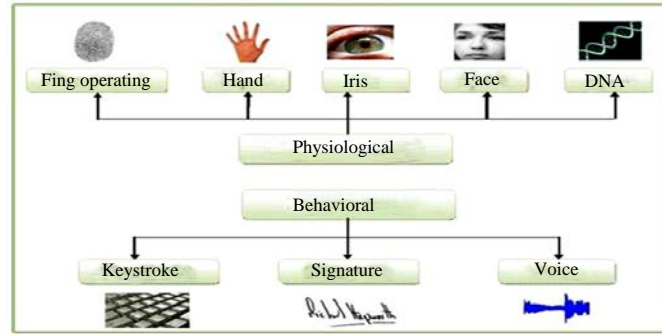 Fing operating
Hand
Iris
Face
DNA
Physiological
Behavioral
Keystroke
Signature
Voice